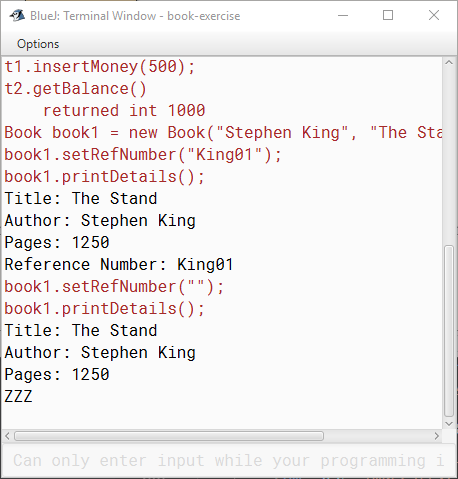 BlueJ: Terminal Window - book-exercise
Options
t1.insertMoney(500);
t2.getBalance()
returned int 1000
Book book1 = new Book("Stephen King", "The Sta
book1.setRefNumber("King01");
book1.printDetails();
Title: The Stand
Author: Stephen King
Pages: 1250
Reference Number: King01
book1.setRefNumber("");
book1.printDetails();
Title: The Stand
Author: Stephen King
Pages: 1250
ZZZ
Can only enter input while your programming i